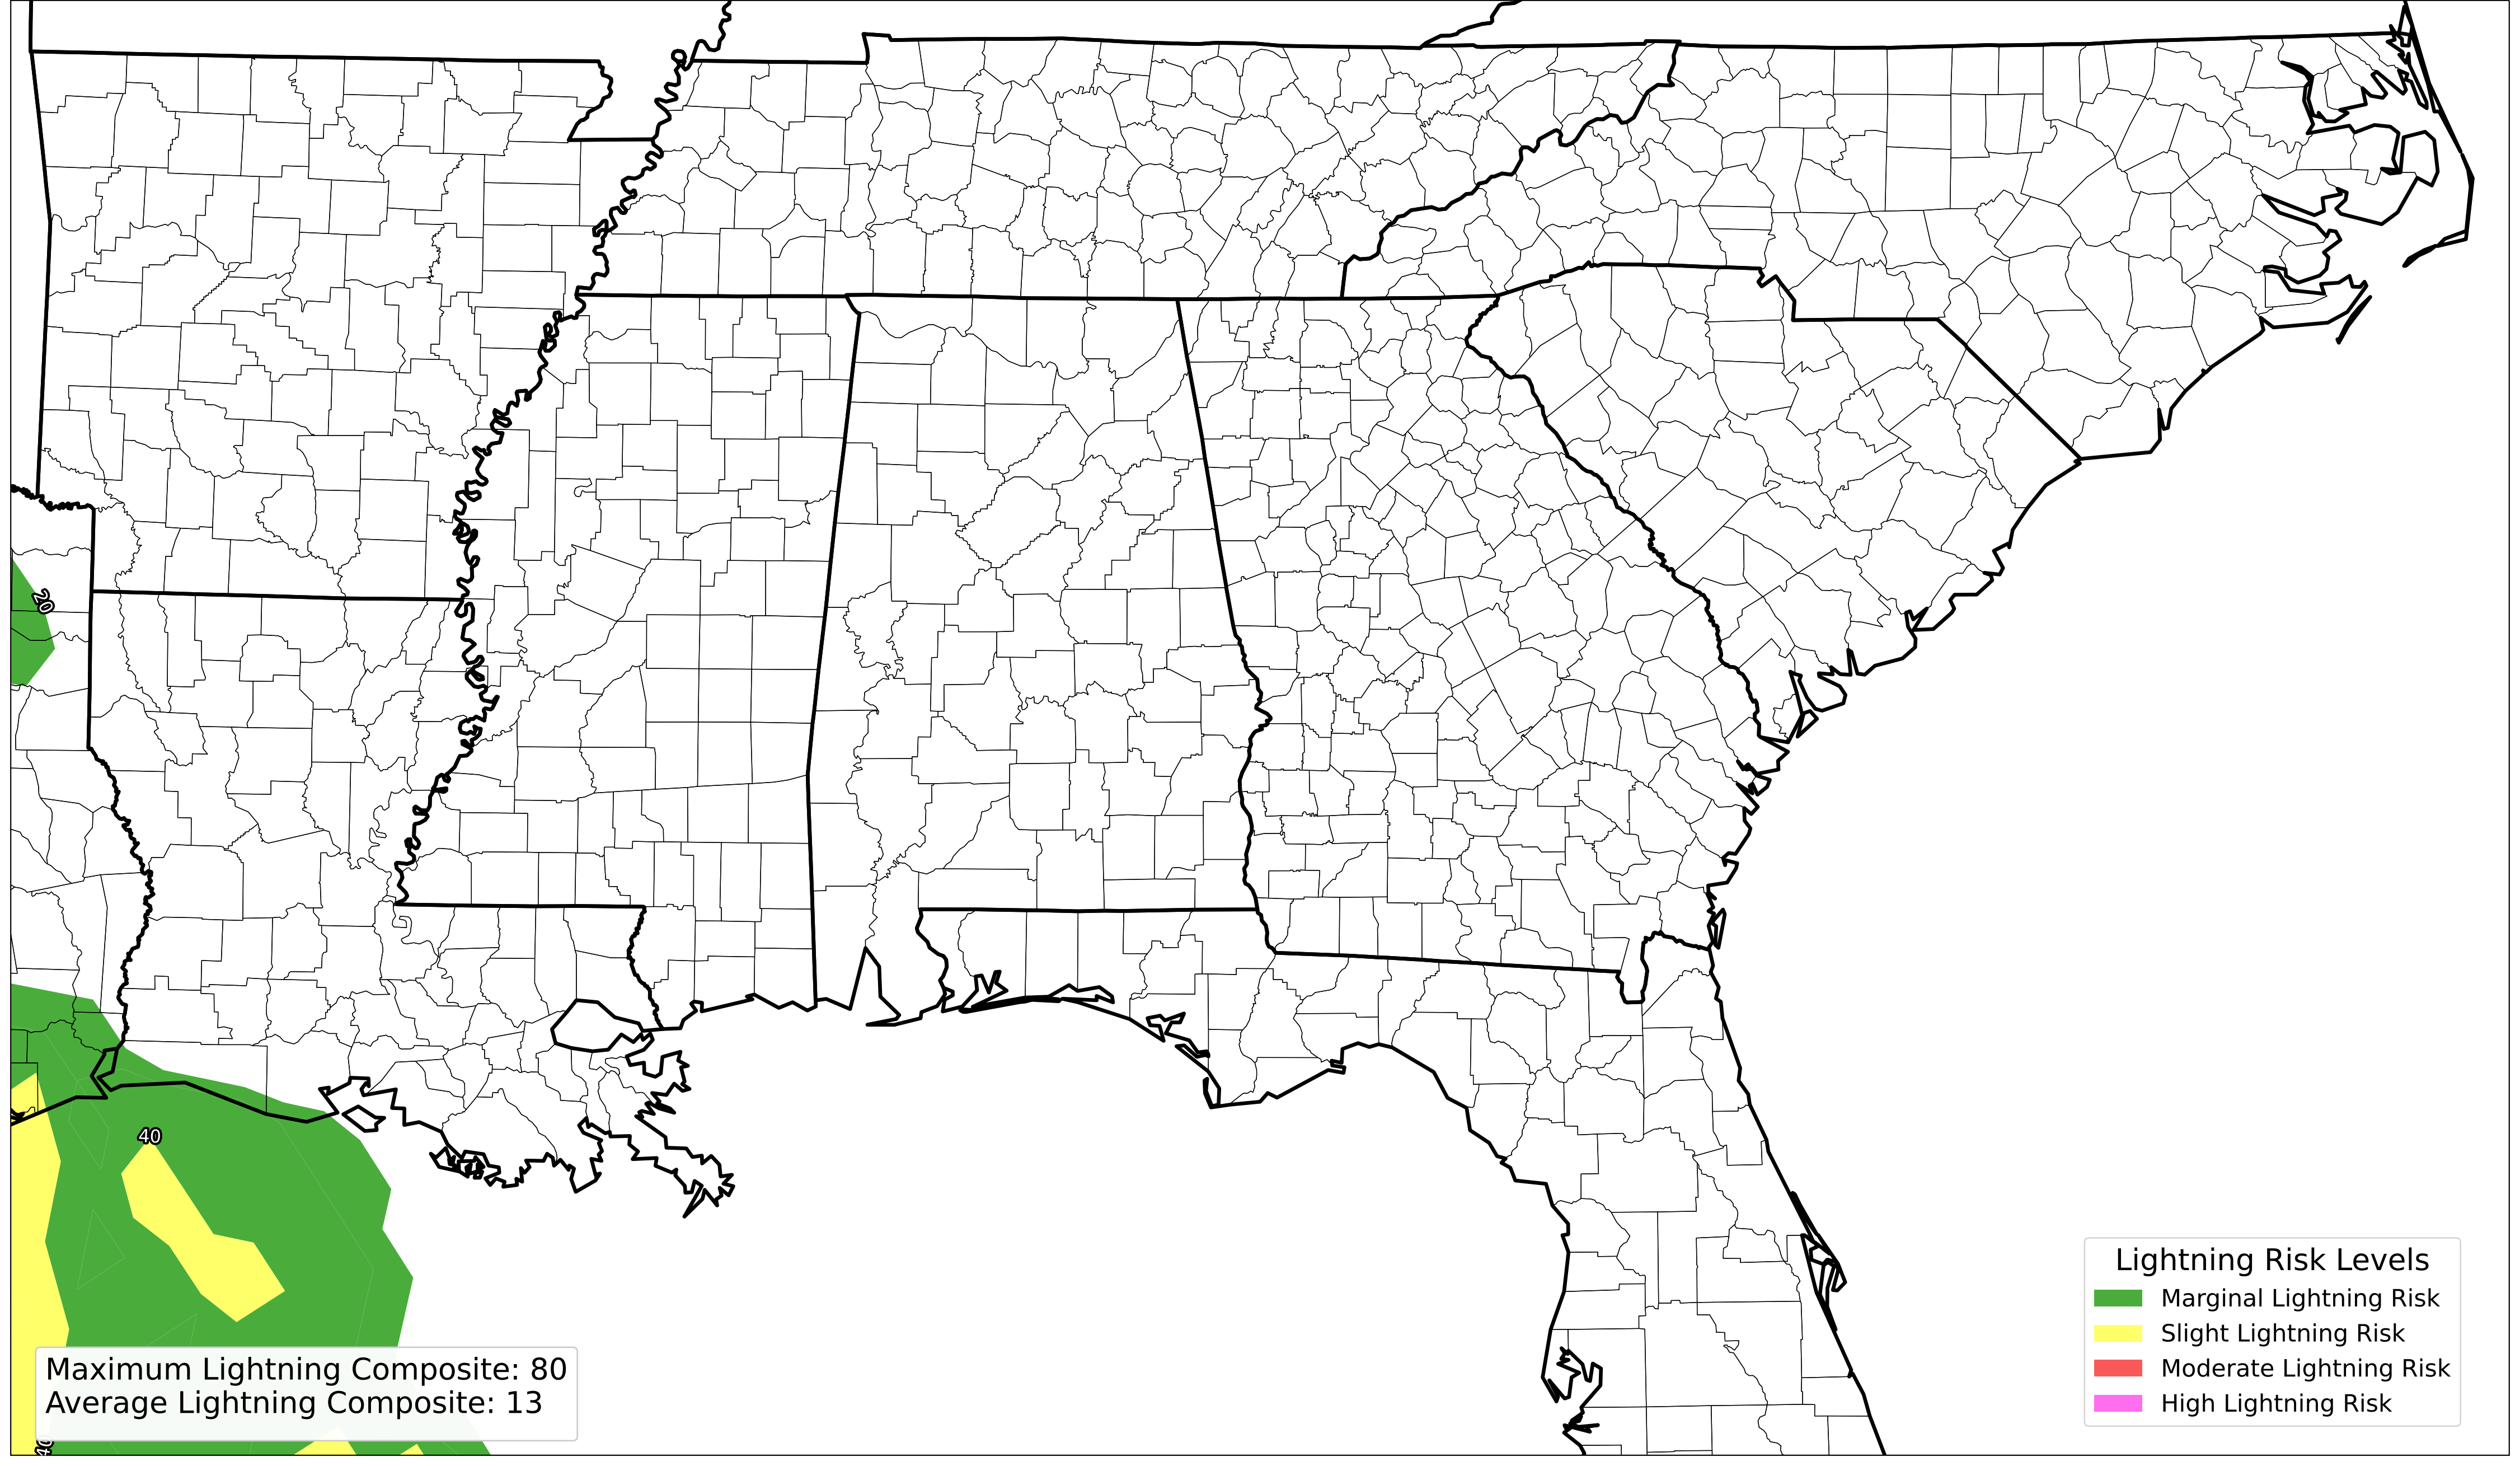 20
40
Maximum Lightning Composite: 80
Average Lightning Composite: 13
40
Lightning Risk Levels
Marginal Lightning Risk
Slight Lightning Risk
Moderate Lightning Risk
High Lightning Risk